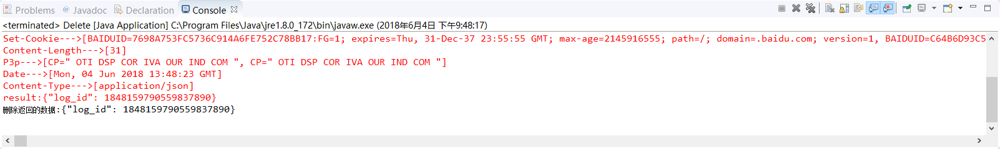 Problems @ Javadoc Declaration Console
<terminated> Delete [Java Application] C:\Program Files\Java\jre1.8.0_172\bin\javaw.exe (2018年6月4日 下午9:48:17)
Set-Cookie--->[BAIDUID=7698A753FC5736C914A6FE752C78BB17:FG=1; expires=Thu, 31-Dec-37 23:55:55 GMT; max-age=2145916555; path=/; domain=.baidu.com; version=1, BAIDUID=C64B6D93C5
Content-Length--->[31]
P3p--->[CP=" OTI DSP COR IVA OUR IND COM ", CP=" OTI DSP COR IVA OUR IND COM "]
Date--->[Mon, 04 Jun 2018 13:48:23 GMT]
Content-Type--->[application/json]
result:{"log_id": 1848159790559837890}
删除返回的数据:{"log_id": 1848159790559837890}